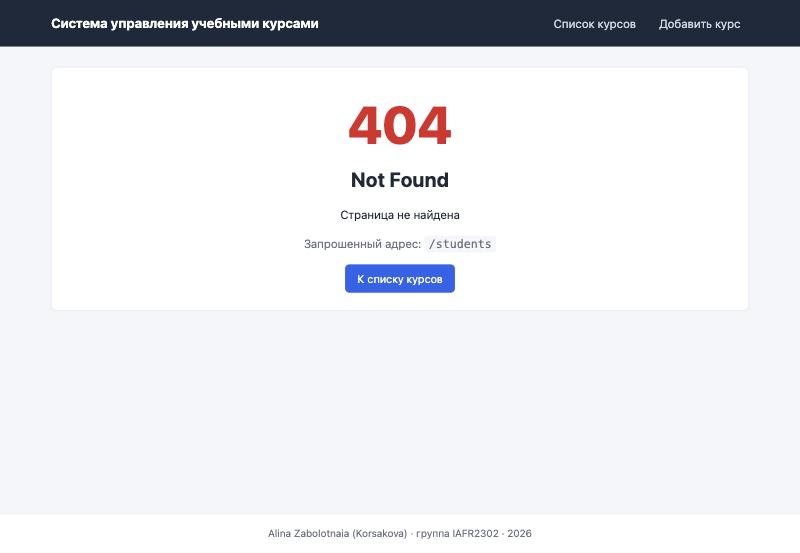 Система управления учебными курсами
Список курсов
Добавить курс
404
Not Found
Страница не найдена
Запрошенный адрес: /students
К списку курсов
Alina Zabolotnaia (Korsakova) · группа IAFR2302 · 2026